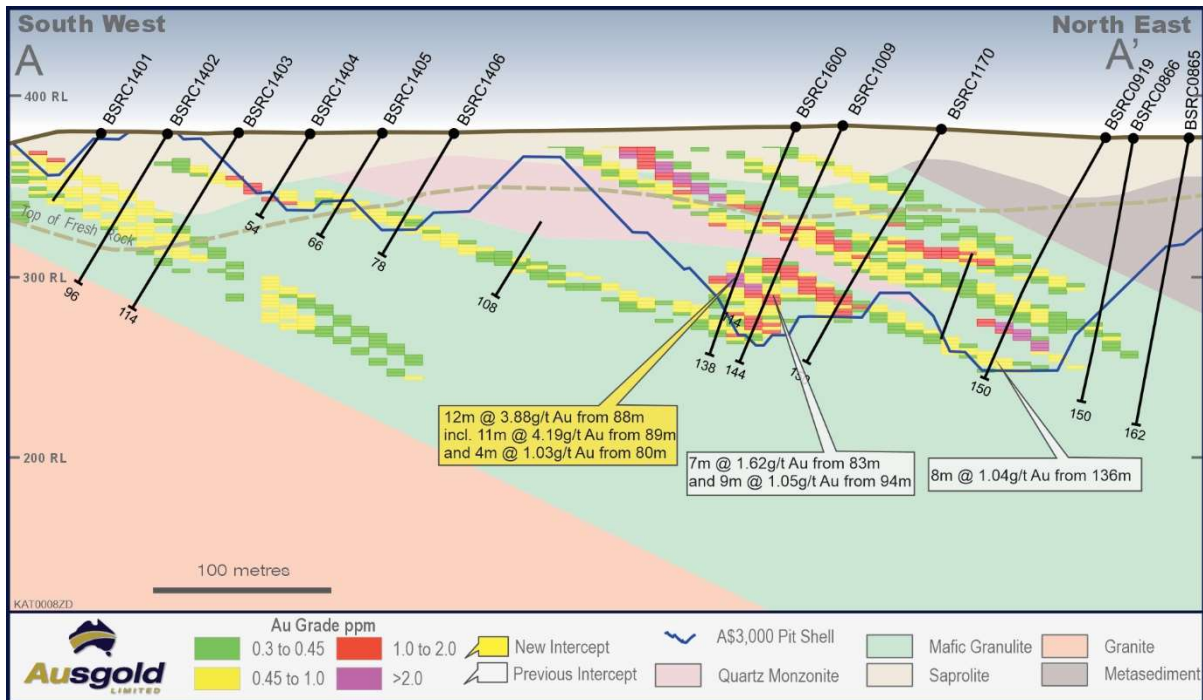 South West
North East
A
A'
BSRC1401
BSRC1402
BSRC1403
BSRC1404
BSRC1405
BSRC1406
BSRC1600
BSRC1009
BSRC1170
BSRC0919
BSRC0866
BSRC0865
400 RL
300 RL
200 RL
Top of Fresh Rock
96
114
54
66
78
108
114
138
144
150
150
162
12m @ 3.88g/t Au from 88m
incl. 11m @ 4.19g/t Au from 89m
and 4m @ 1.03g/t Au from 80m
7m @ 1.62g/t Au from 83m
and 9m @ 1.05g/t Au from 94m
8m @ 1.04g/t Au from 136m
100 metres
KAT0008ZD
Ausgold
LIMITED
Au Grade ppm
0.3 to 0.45
0.45 to 1.0
1.0 to 2.0
>2.0
New Intercept
Previous Intercept
A$3,000 Pit Shell
Quartz Monzonite
Mafic Granulite
Saprolite
Granite
Metasediment